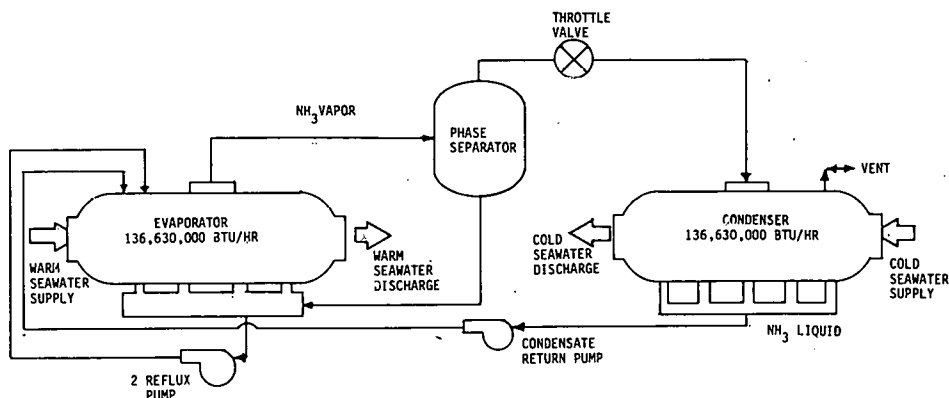 THROTTLE
VALVE
NH3 VAPOR
PHASE
SEPARATOR
VENT
EVAPORATOR
136,630,000 BTU/HR
CONDENSER
136,630,000 BTU/HR
WARM
SEAWATER
SUPPLY
WARM
SEAWATER
DISCHARGE
COLD
SEAWATER
DISCHARGE
COLD
SEAWATER
SUPPLY
NH3 LIQUID
CONDENSATE
RETURN PUMP
2 REFLUX
PUMP